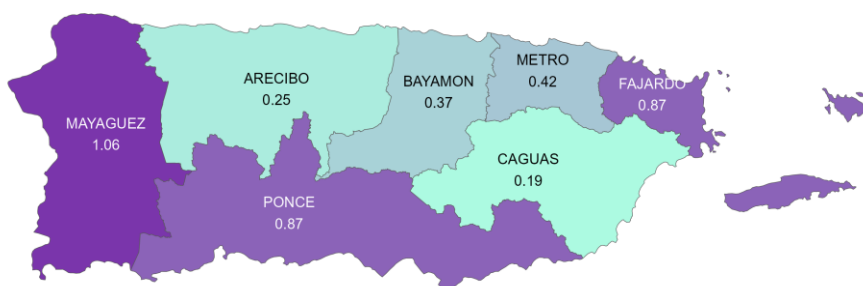 METRO
0.42
ARECIBO
0.25
BAYAMON
0.37
FAJARDO
0.87
MAYAGUEZ
1.06
CAGUAS
0.19
PONCE
0.87